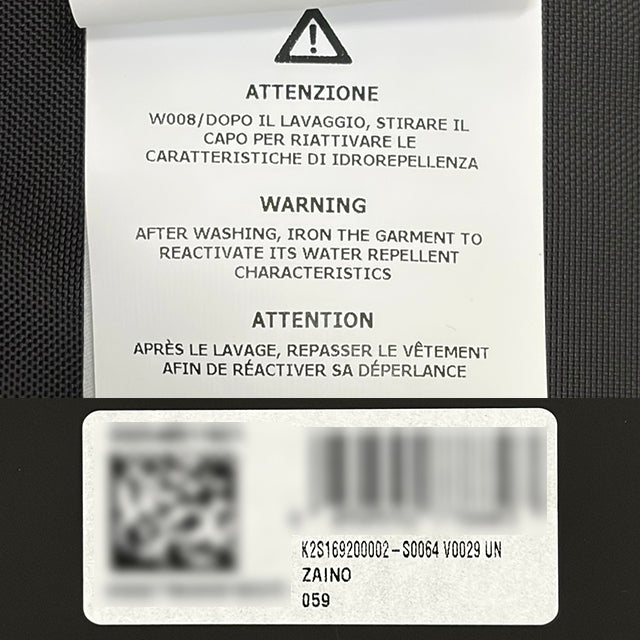 ATTENZIONE
W008/DOPO IL LAVAGGIO, STIRARE IL
CAPO PER RIATTIVARE LE
CARATTERISTICHE DI IDROREPELLENZA
WARNING
AFTER WASHING, IRON THE GARMENT TO
REACTIVATE ITS WATER REPELLENT
CHARACTERISTICS
ATTENTION
APRÈS LE LAVAGE, REPASSER LE VÊTEMENT
AFIN DE RÉACTIVER SA DÉPERLANCE
K2S169200002-S0064 V0029 UN
ZAINO
059